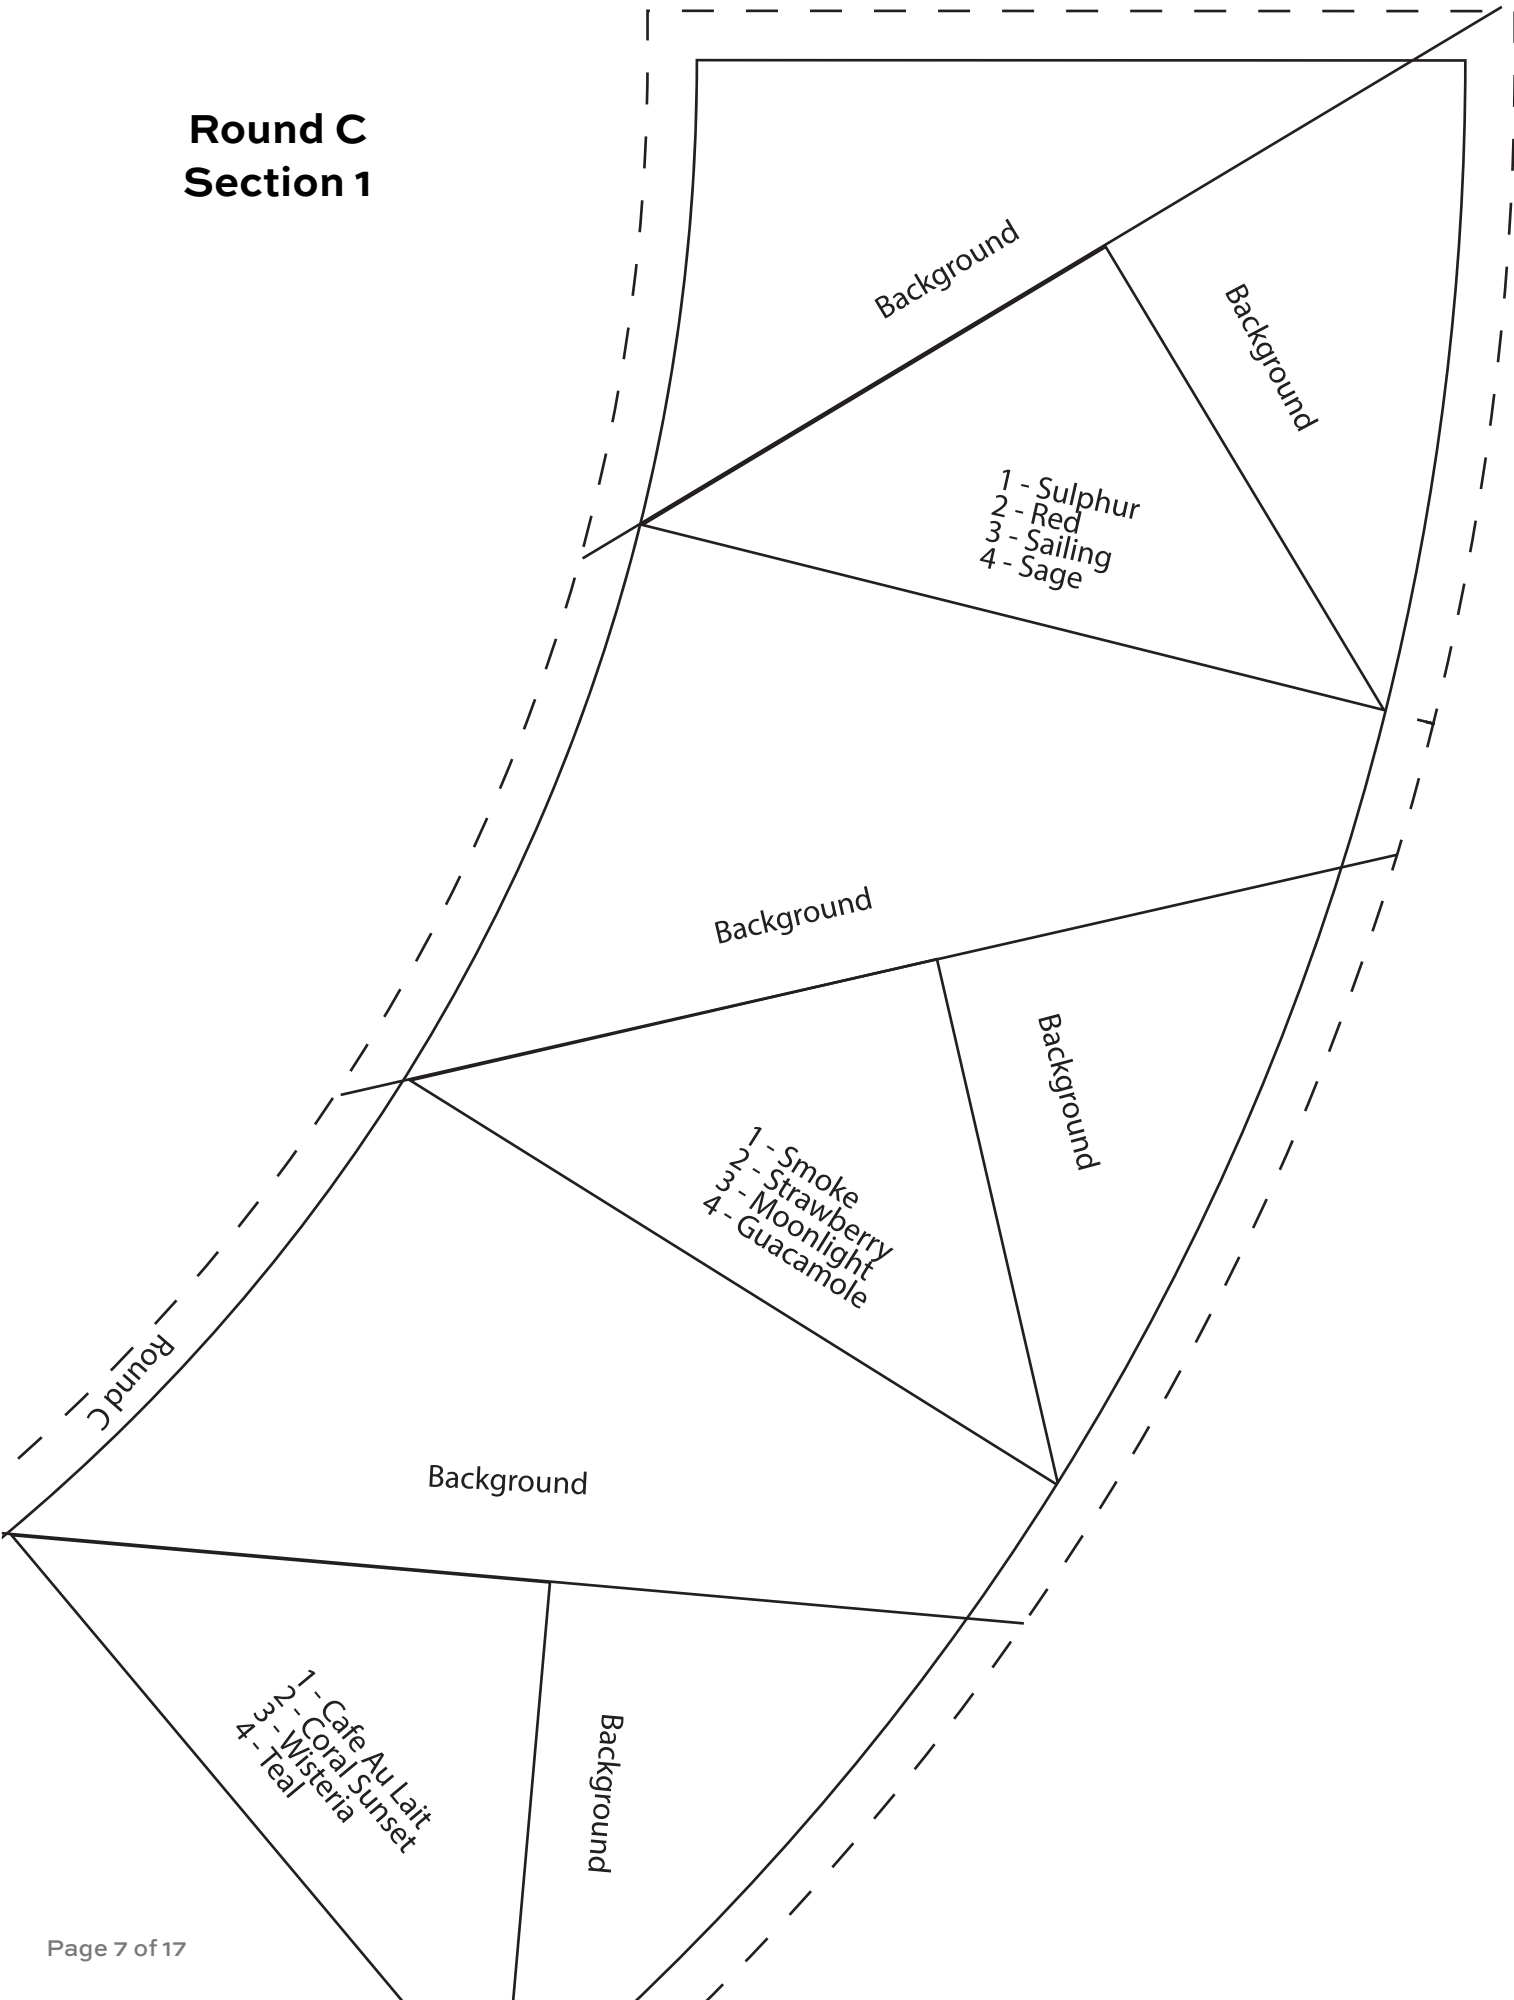 Round C
Section 1
Background
Background
1 - Sulphur
2 - Red
3 - Sailing
4 - Sage
Background
Background
1 - Smoke
2 - Strawberry
3 - Moonlight
4 - Guacamole
Round C
Background
1 - Cafe Au Lait
2 - Coral Sunset
3 - Wisteria
4 - Teal
Background
Page 7 of 17